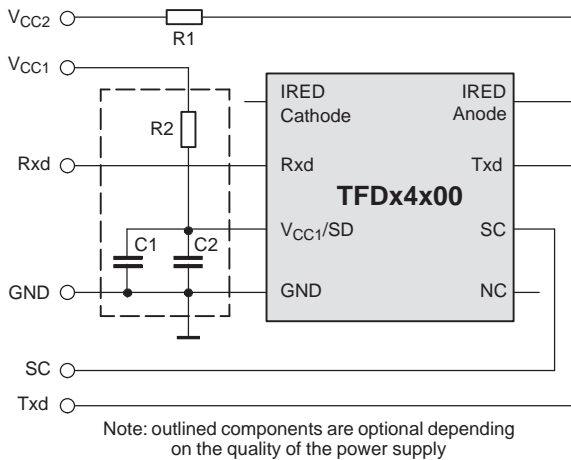 VCC2
R1
VCC1
IRED
Cathode
IRED
Anode
R2
Rxd
Rxd
Txd
TFDx4x00
VCC1/SD
SC
C1
C2
GND
GND
NC
SC
Txd
Note: outlined components are optional depending
on the quality of the power supply